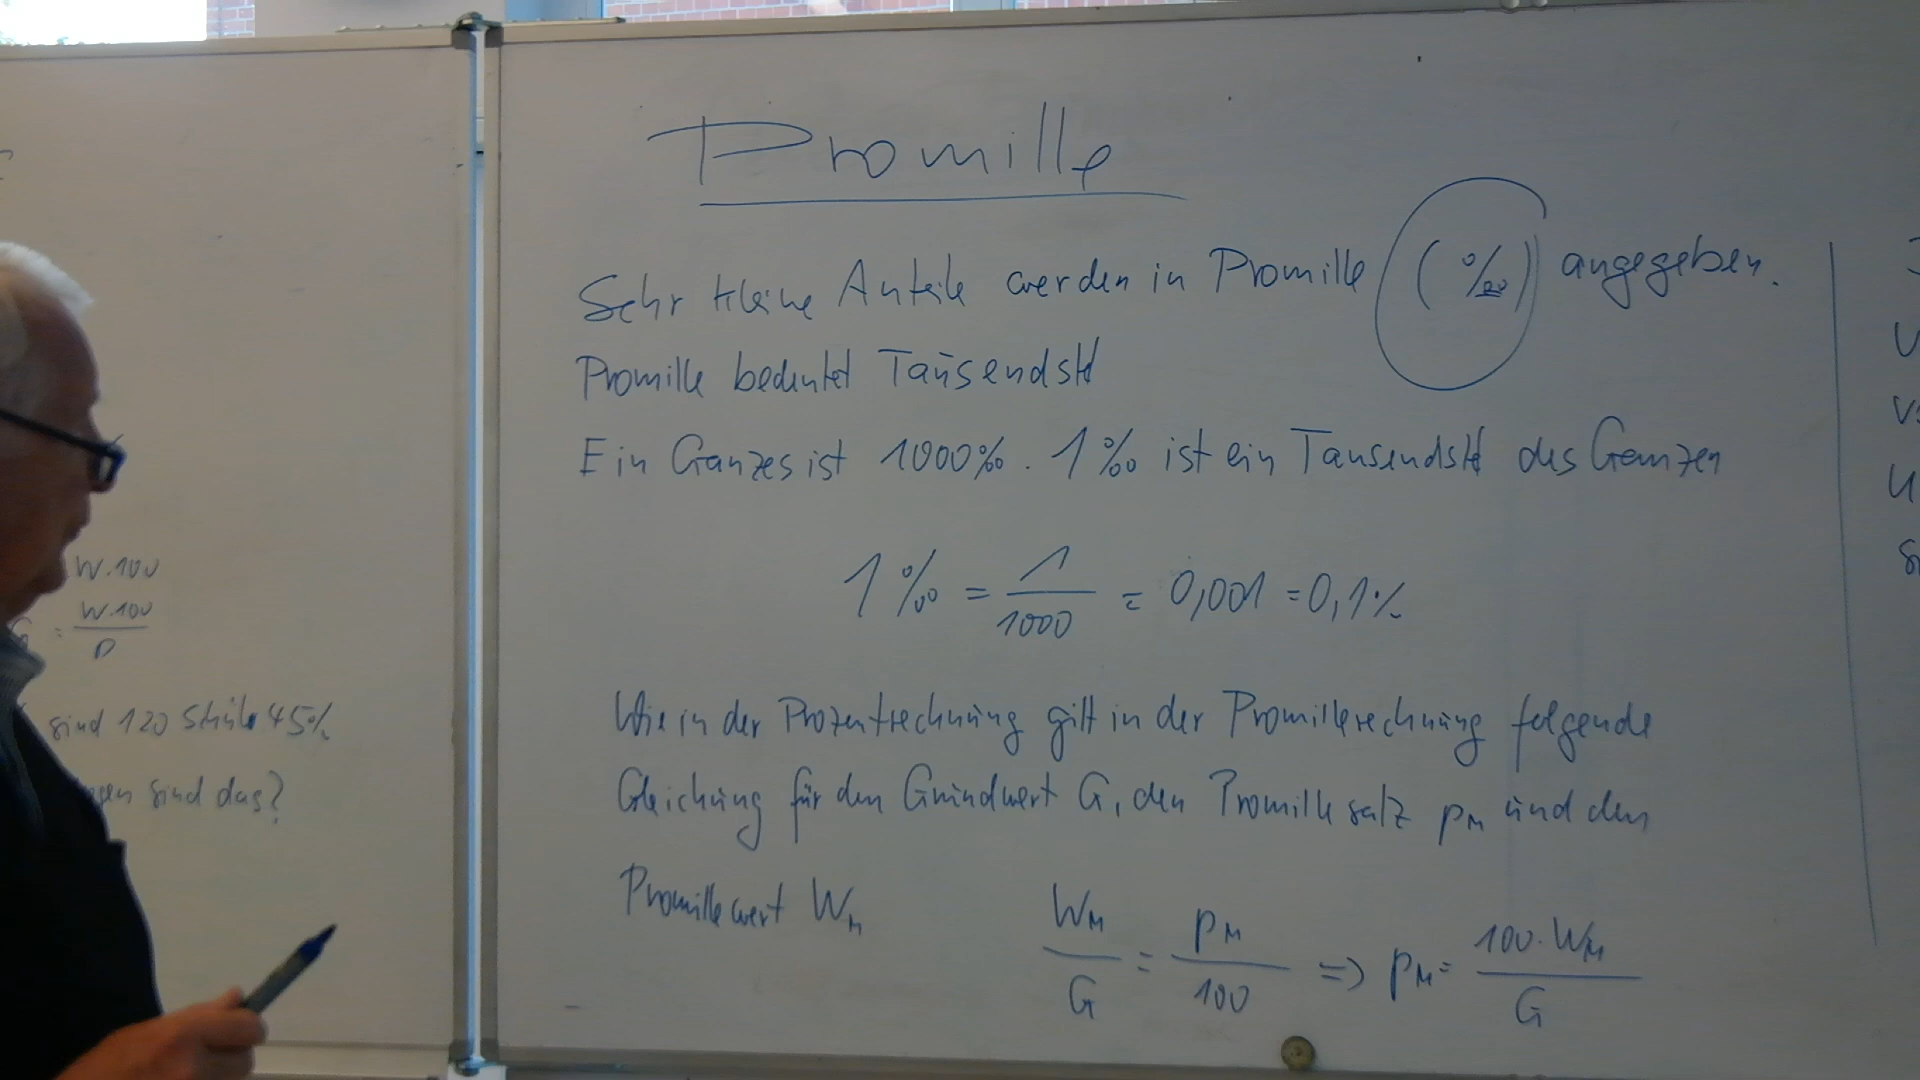 W.100
G = W.100 / P
sind 120 Schüler 45%
sind das?
Promille
Sehr kleine Anteile werden in Promille (‰) angegeben.
Promille bedeutet Tausendstel
Ein Ganzes ist 1000‰. 1‰ ist ein Tausendstel des Ganzen
1‰ = 1/1000 = 0,001 = 0,1%
Wie in der Prozentrechnung gilt in der Promillerechnung folgende
Gleichung für den Grundwert G, den Promillesatz pM und den
Promillewert WM
WM/G = pM/100 => pM = 100·WM/G